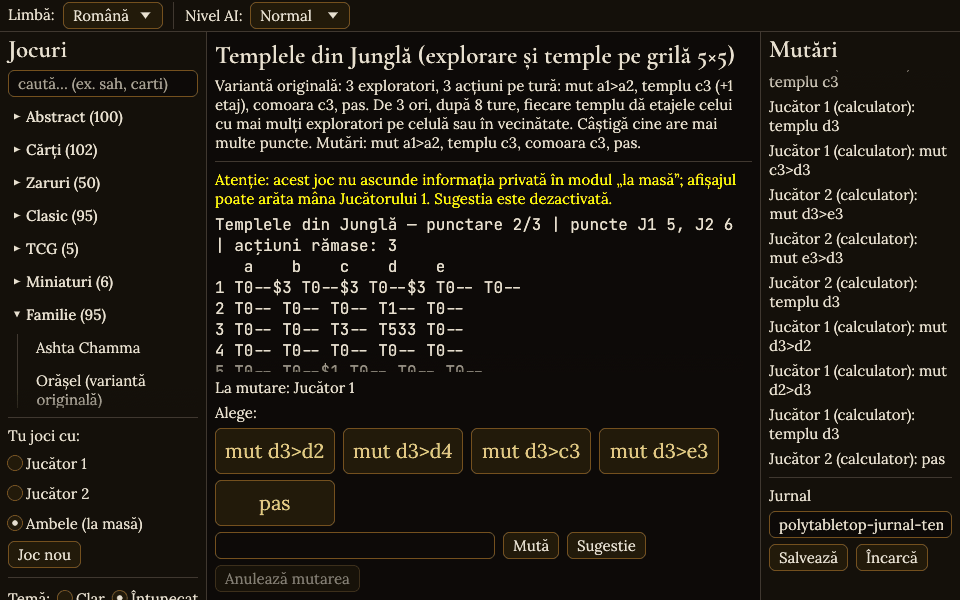 Limbă: Română ▼ Nivel AI: Normal ▼
Jocuri
caută... (ex. sah, carti)
▸ Abstract (100)
▸ Cărți (102)
▸ Zaruri (50)
▸ Clasic (95)
▸ TCG (5)
▸ Miniaturi (6)
▾ Familie (95)
Ashta Chamma
Orășel (variantă
originală)
Tu joci cu:
Jucător 1
Jucător 2
Ambele (la masă)
Joc nou
Temă: Clar Întunecat
Templele din Junglă (explorare și temple pe grilă 5×5)
Variantă originală: 3 exploratori, 3 acțiuni pe tură: mut a1>a2, templu c3 (+1
etaj), comoara c3, pas. De 3 ori, după 8 ture, fiecare templu dă etajele celui
cu mai mulți exploratori pe celulă sau în vecinătate. Câștigă cine are mai
multe puncte. Mutări: mut a1>a2, templu c3, comoara c3, pas.
Atenție: acest joc nu ascunde informația privată în modul „la masă”; afișajul
poate arăta mâna Jucătorului 1. Sugestia este dezactivată.
Templele din Junglă — punctare 2/3 | puncte J1 5, J2 6
| acțiuni rămase: 3
a b c d e
1 T0--$3 T0--$3 T0--$3 T0-- T0--
2 T0-- T0-- T0-- T1-- T0--
3 T0-- T0-- T3-- T533 T0--
4 T0-- T0-- T0-- T0-- T0--
5 T0-- T0--$1 T0-- T0-- T0--
La mutare: Jucător 1
Alege:
mut d3>d2 mut d3>d4 mut d3>c3 mut d3>e3
pas
Mută Sugestie
Anulează mutarea
Mutări
templu c3
Jucător 1 (calculator):
templu d3
Jucător 1 (calculator): mut
c3>d3
Jucător 2 (calculator):
mut d3>e3
Jucător 2 (calculator):
mut e3>d3
Jucător 2 (calculator):
templu d3
Jucător 1 (calculator): mut
d3>d2
Jucător 1 (calculator): mut
d2>d3
Jucător 1 (calculator):
templu d3
Jucător 2 (calculator): pas
Jurnal
polytabletop-jurnal-ten
Salvează Încarcă